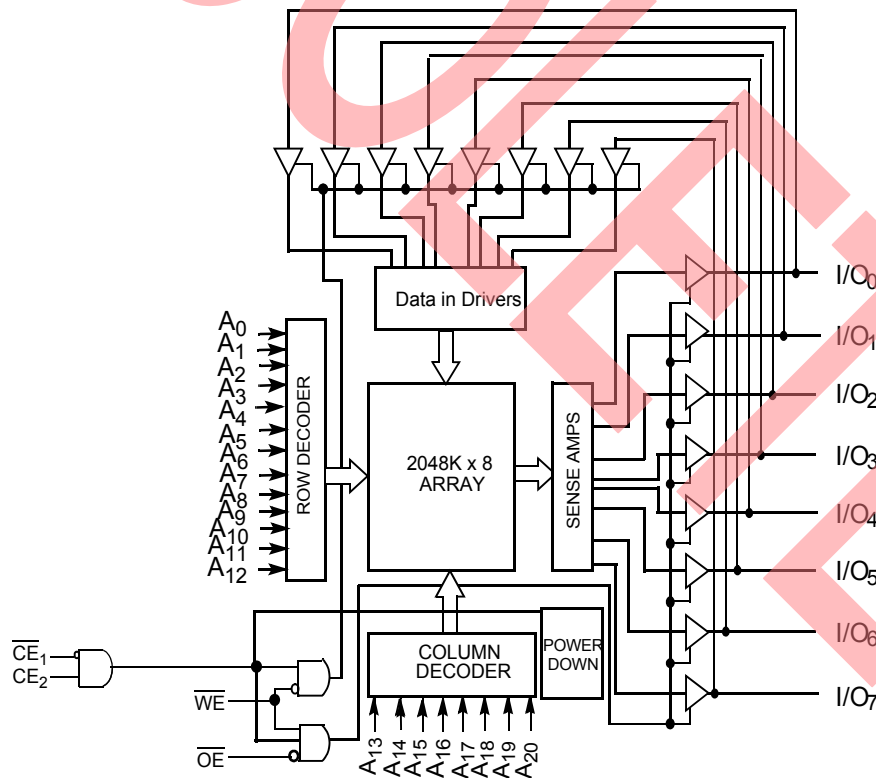 Data in Drivers
I/O0
I/O1
I/O2
I/O3
I/O4
I/O5
I/O6
I/O7
A0
A1
A2
A3
A4
A5
A6
A7
A8
A9
A10
A11
A12
ROW DECODER
2048K x 8
ARRAY
SENSE AMPS
COLUMN
DECODER
POWER
DOWN
CE1
CE2
WE
OE
A13
A14
A15
A16
A17
A18
A19
A20